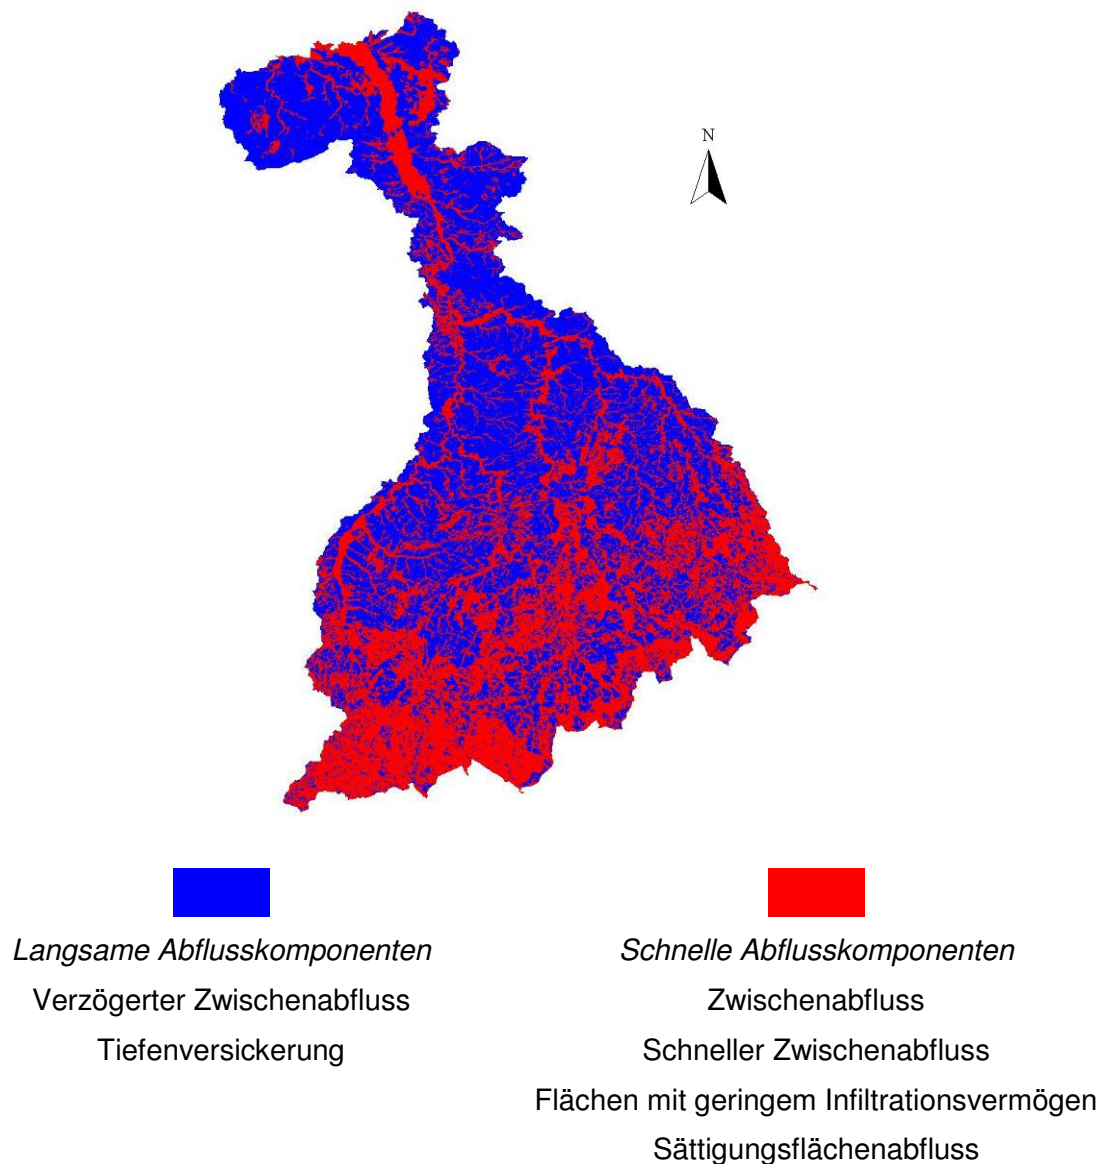 N
Langsame Abflusskomponenten
Verzögerter Zwischenabfluss
Tiefenversickerung
Schnelle Abflusskomponenten
Zwischenabfluss
Schneller Zwischenabfluss
Flächen mit geringem Infiltrationsvermögen
Sättigungsflächenabfluss